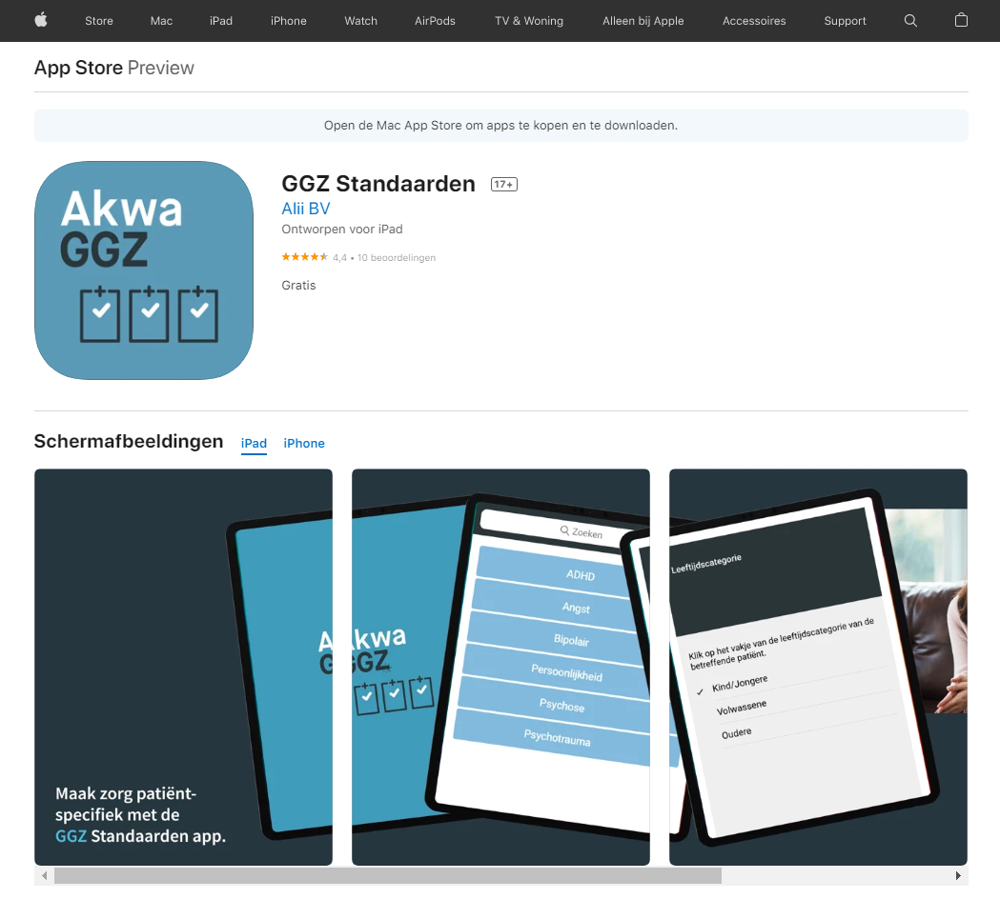 Store Mac iPad iPhone Watch AirPods TV & Woning Alleen bij Apple Accessoires Support
App Store Preview
Open de Mac App Store om apps te kopen en te downloaden.
Akwa
GGZ
GGZ Standaarden 17+
Alii BV
Ontworpen voor iPad
4,4 • 10 beoordelingen
Gratis
Schermafbeeldingen iPad iPhone
Maak zorg patiënt-
specifiek met de
GGZ Standaarden app.
Akwa
GGZ
Zoeken
ADHD
Angst
Bipolair
Persoonlijkheid
Psychose
Psychotrauma
Leeftijdscategorie
Klik op het vakje van de leeftijdscategorie van de
betreffende patiënt.
Kind/Jongere
Volwassene
Oudere